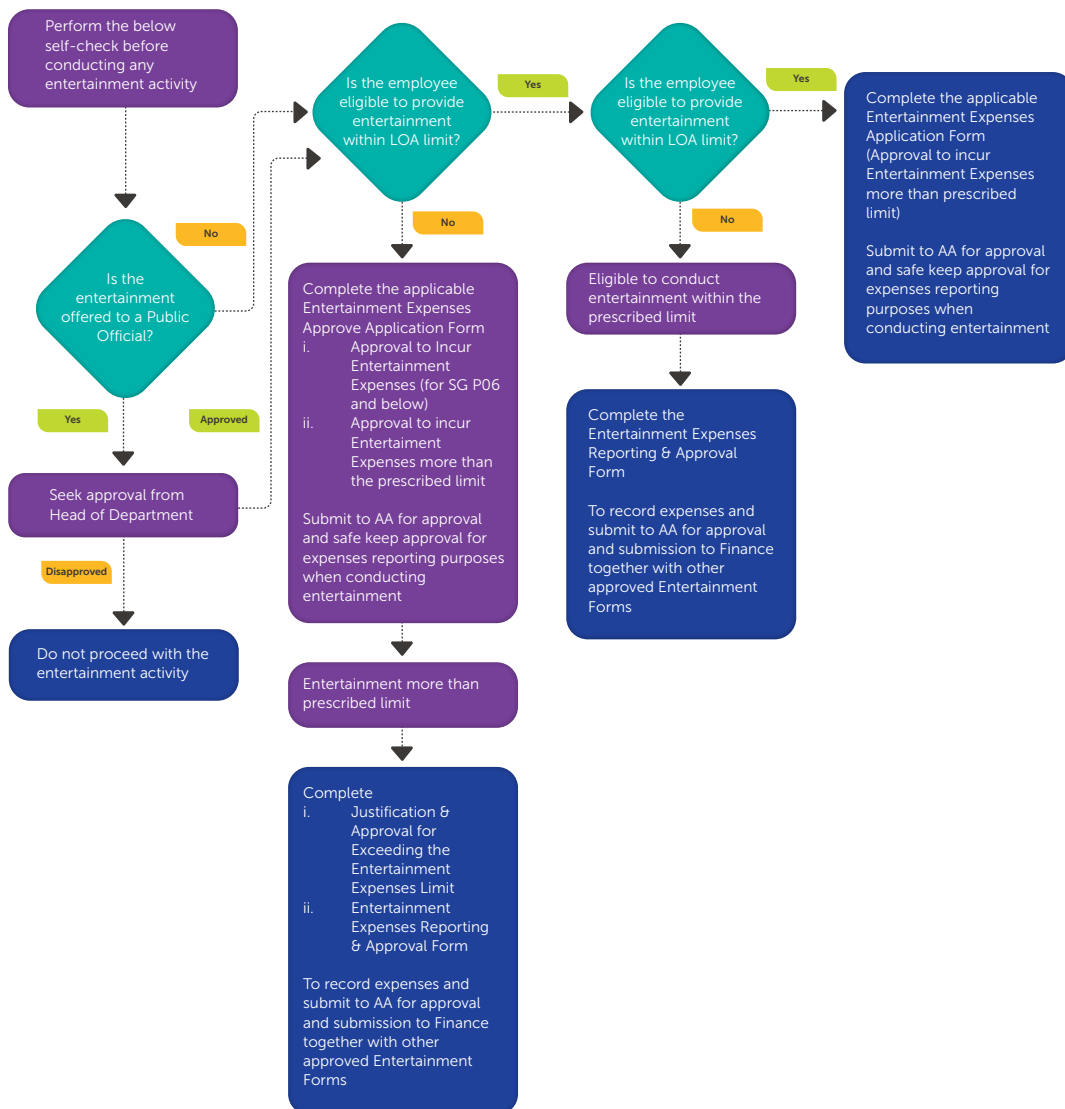 Perform the below
self-check before
conducting any
entertainment activity
Is the
entertainment
offered to a Public
Official?
No
Yes
Approved
Seek approval from
Head of Department
Disapproved
Do not proceed with the
entertainment activity
Is the employee
eligible to provide
entertainment
within LOA limit?
Yes
No
Complete the applicable
Entertainment Expenses
Approve Application Form
i. Approval to Incur
Entertainment
Expenses (for SG P06
and below)
ii. Approval to incur
Entertaiment
Expenses more than
the prescribed limit
Submit to AA for approval
and safe keep approval for
expenses reporting purposes
when conducting
entertainment
Entertainment more than
prescribed limit
Complete
i. Justification &
Approval for
Exceeding the
Entertainment
Expenses Limit
ii. Entertainment
Expenses Reporting
& Approval Form
To record expenses and
submit to AA for approval
and submission to Finance
together with other
approved Entertainment
Forms
Is the employee
eligible to provide
entertainment
within LOA limit?
Yes
No
Eligible to conduct
entertainment within the
prescribed limit
Complete the
Entertainment Expenses
Reporting & Approval
Form
To record expenses and
submit to AA for approval
and submission to Finance
together with other
approved Entertainment
Forms
Complete the applicable
Entertainment Expenses
Application Form
(Approval to incur
Entertainment Expenses
more than prescribed
limit)
Submit to AA for approval
and safe keep approval for
expenses reporting
purposes when
conducting entertainment